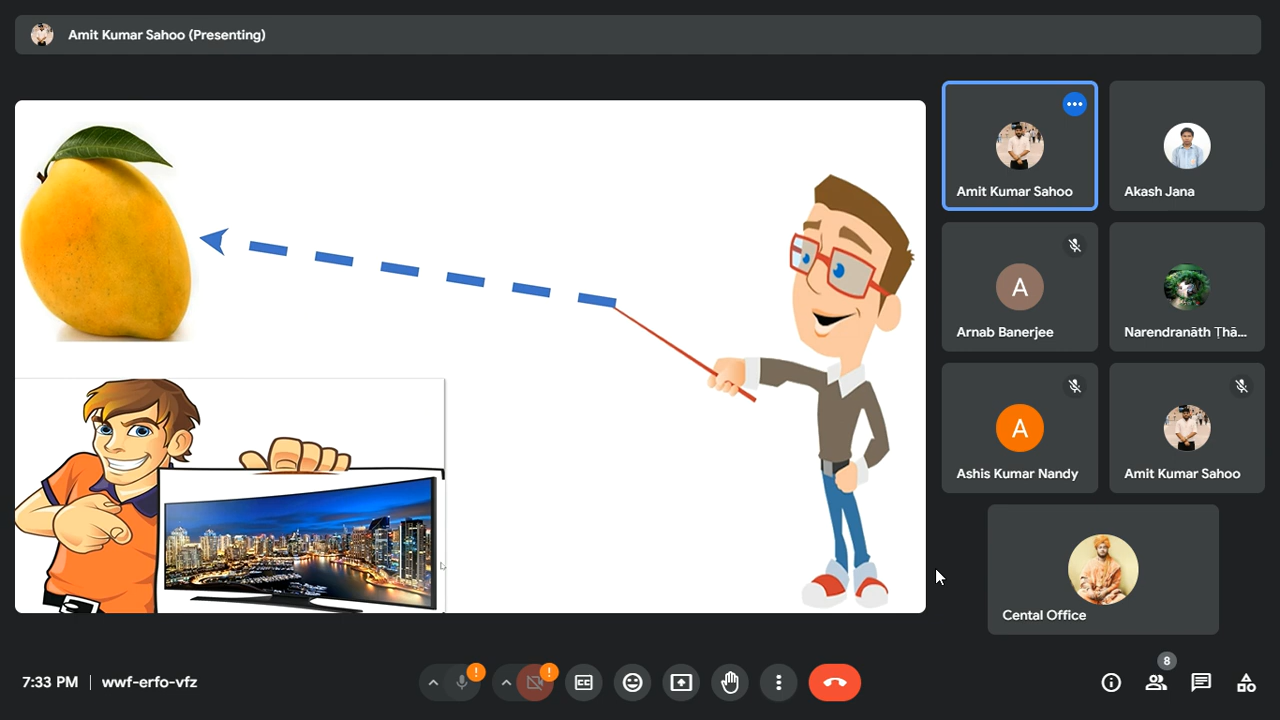 Amit Kumar Sahoo (Presenting)
Amit Kumar Sahoo
Akash Jana
A
Arnab Banerjee
Narendranāth Ṭhā...
A
Ashis Kumar Nandy
Amit Kumar Sahoo
Cental Office
7:33 PM | wwf-erfo-vfz
CC
8